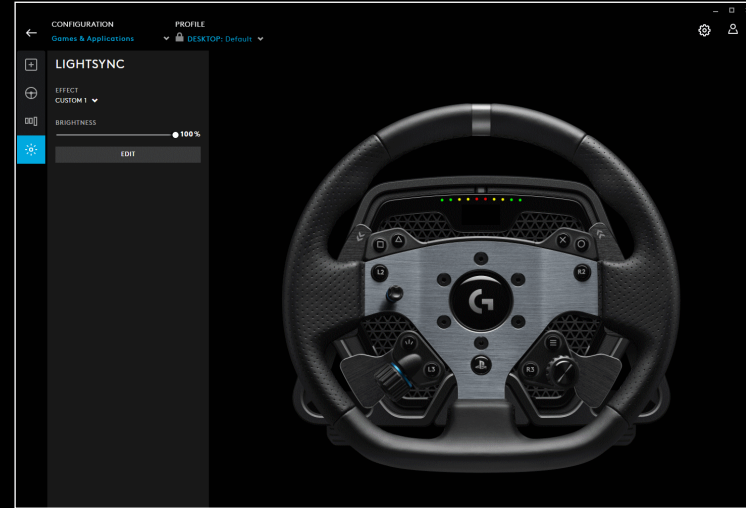 CONFIGURATION
Games & Applications
PROFILE
DESKTOP: Default
LIGHTSYNC
EFFECT
CUSTOM 1
BRIGHTNESS
100 %
EDIT
L2
R2
G
L3
R3